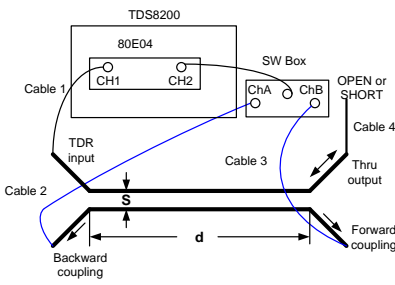 TDS8200
80E04
CH1
CH2
Cable 1
SW Box
ChA
ChB
OPEN or
SHORT
Cable 4
TDR
input
Cable 3
Thru
output
Cable 2
S
d
Forward
coupling
Backward
coupling